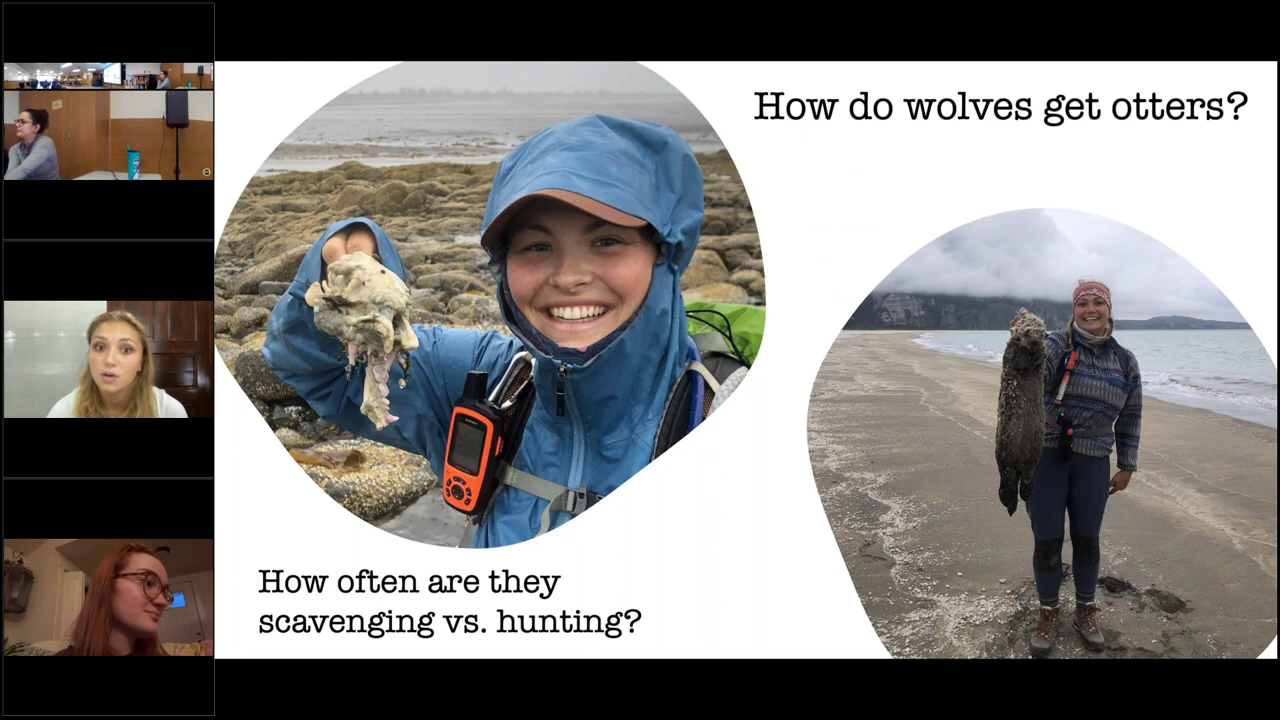 How do wolves get otters?
How often are they
scavenging vs. hunting?